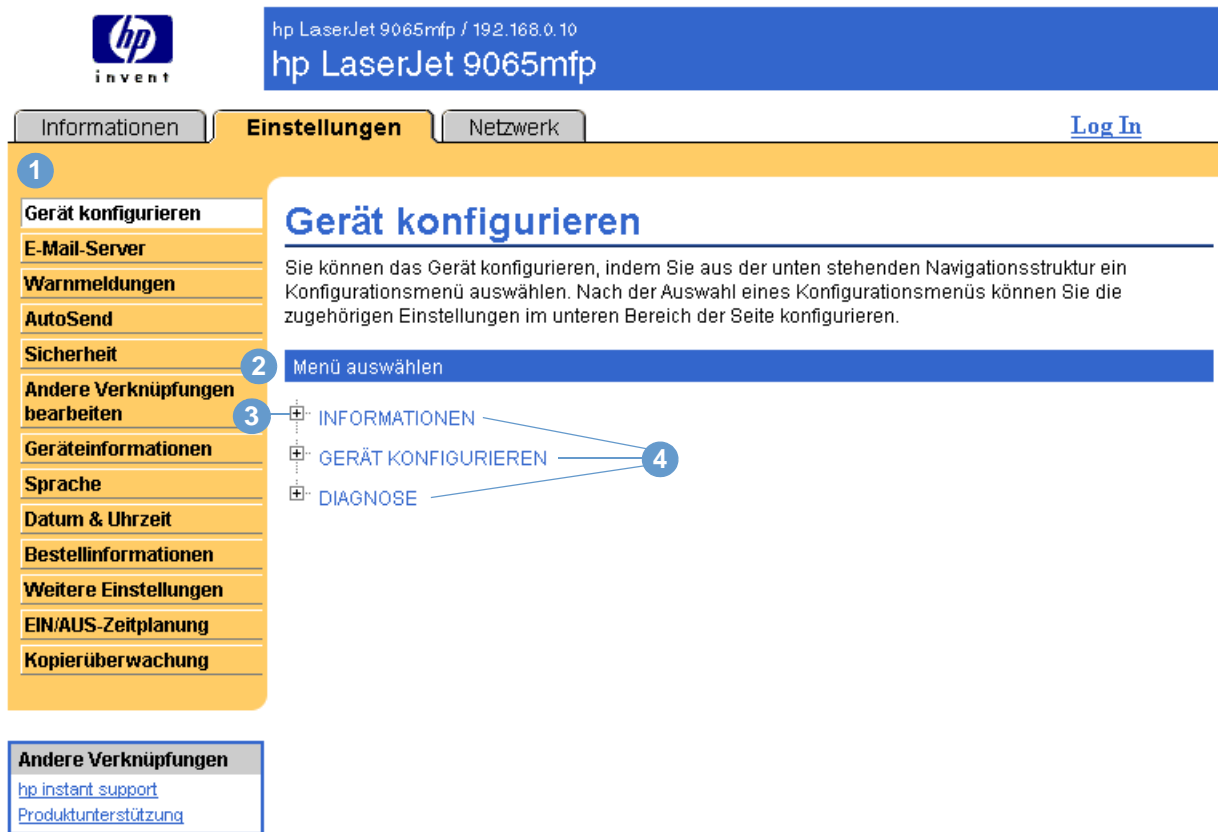 hp
invent
hp LaserJet 9065mfp / 192.168.0.10
hp LaserJet 9065mfp
Informationen
Einstellungen
Netzwerk
Log In
1
Gerät konfigurieren
E-Mail-Server
Warnmeldungen
AutoSend
Sicherheit
Andere Verknüpfungen
bearbeiten
Geräteinformationen
Sprache
Datum & Uhrzeit
Bestellinformationen
Weitere Einstellungen
EIN/AUS-Zeitplanung
Kopierüberwachung
Andere Verknüpfungen
hp instant support
Produktunterstützung
Gerät konfigurieren
Sie können das Gerät konfigurieren, indem Sie aus der unten stehenden Navigationsstruktur ein
Konfigurationsmenü auswählen. Nach der Auswahl eines Konfigurationsmenüs können Sie die
zugehörigen Einstellungen im unteren Bereich der Seite konfigurieren.
2
Menü auswählen
3
INFORMATIONEN
GERÄT KONFIGURIEREN
4
DIAGNOSE